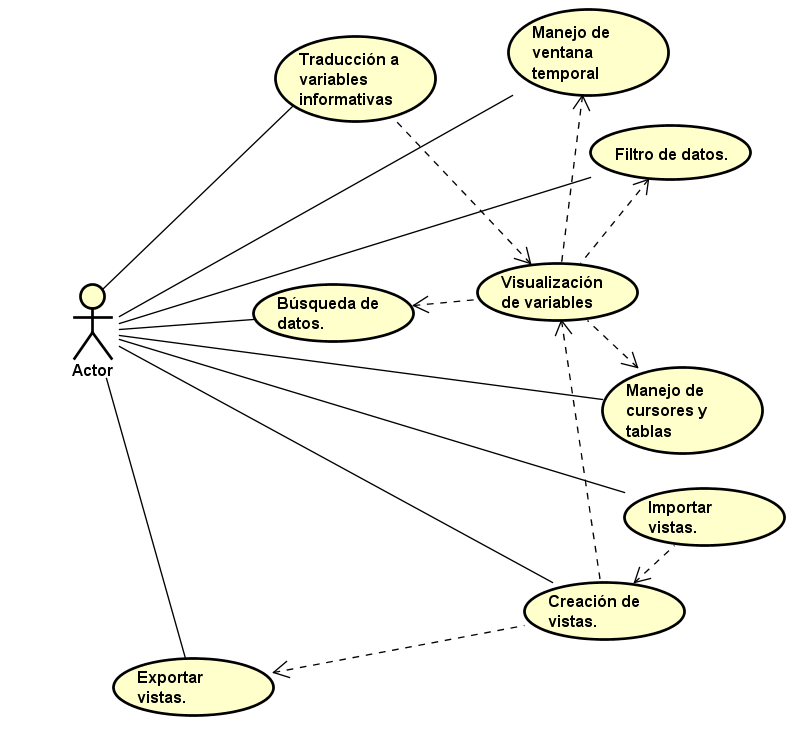 Manejo de
ventana
temporal
Traducción a
variables
informativas
Filtro de datos.
Visualización
de variables
Búsqueda de
datos.
Actor
Manejo de
cursores y
tablas
Importar
vistas.
Creación de
vistas.
Exportar
vistas.